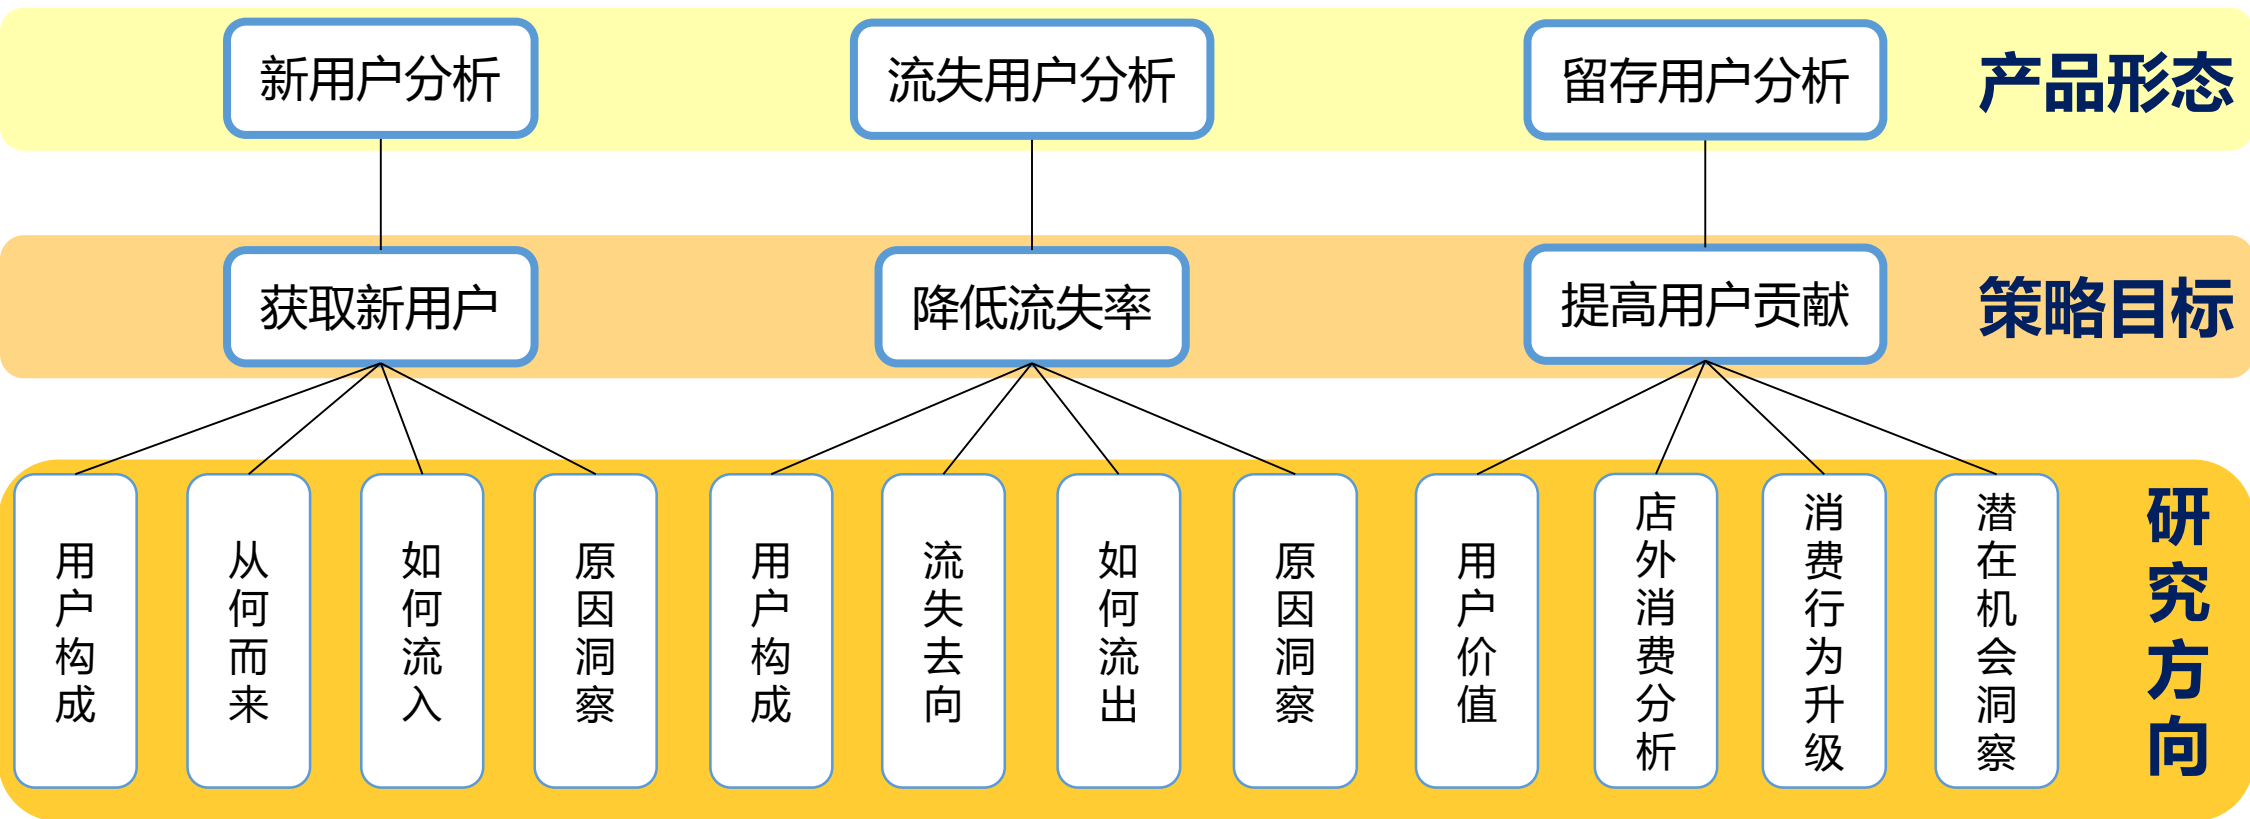 新用户分析
流失用户分析
留存用户分析
产品形态
获取新用户
降低流失率
提高用户贡献
策略目标
用户构成
从何而来
如何流入
原因洞察
用户构成
流失去向
如何流出
原因洞察
用户价值
店外消费分析
消费行为升级
潜在机会洞察
研究方向